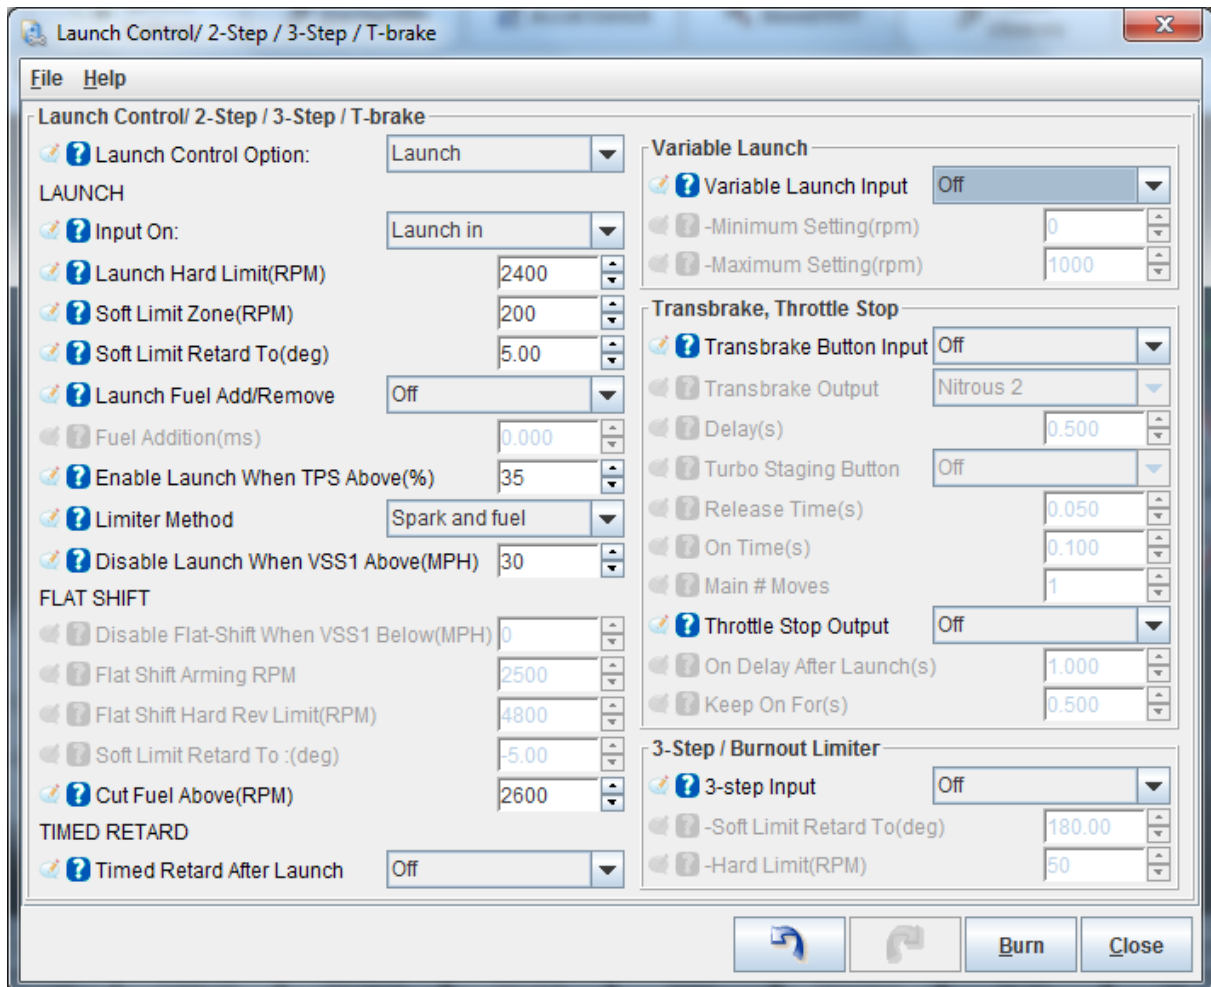 Launch Control/ 2-Step / 3-Step / T-brake
File Help
Launch Control/ 2-Step / 3-Step / T-brake
Launch Control Option: Launch
LAUNCH
Input On: Launch in
Launch Hard Limit(RPM) 2400
Soft Limit Zone(RPM) 200
Soft Limit Retard To(deg) 5.00
Launch Fuel Add/Remove Off
Fuel Addition(ms) 0.000
Enable Launch When TPS Above(%) 35
Limiter Method Spark and fuel
Disable Launch When VSS1 Above(MPH) 30
FLAT SHIFT
Disable Flat-Shift When VSS1 Below(MPH) 0
Flat Shift Arming RPM 2500
Flat Shift Hard Rev Limit(RPM) 4800
Soft Limit Retard To :(deg) -5.00
Cut Fuel Above(RPM) 2600
TIMED RETARD
Timed Retard After Launch Off
Variable Launch
Variable Launch Input Off
-Minimum Setting(rpm) 0
-Maximum Setting(rpm) 1000
Transbrake, Throttle Stop
Transbrake Button Input Off
Transbrake Output Nitrous 2
Delay(s) 0.500
Turbo Staging Button Off
Release Time(s) 0.050
On Time(s) 0.100
Main # Moves 1
Throttle Stop Output Off
On Delay After Launch(s) 1.000
Keep On For(s) 0.500
3-Step / Burnout Limiter
3-step Input Off
-Soft Limit Retard To(deg) 180.00
-Hard Limit(RPM) 50
Burn Close